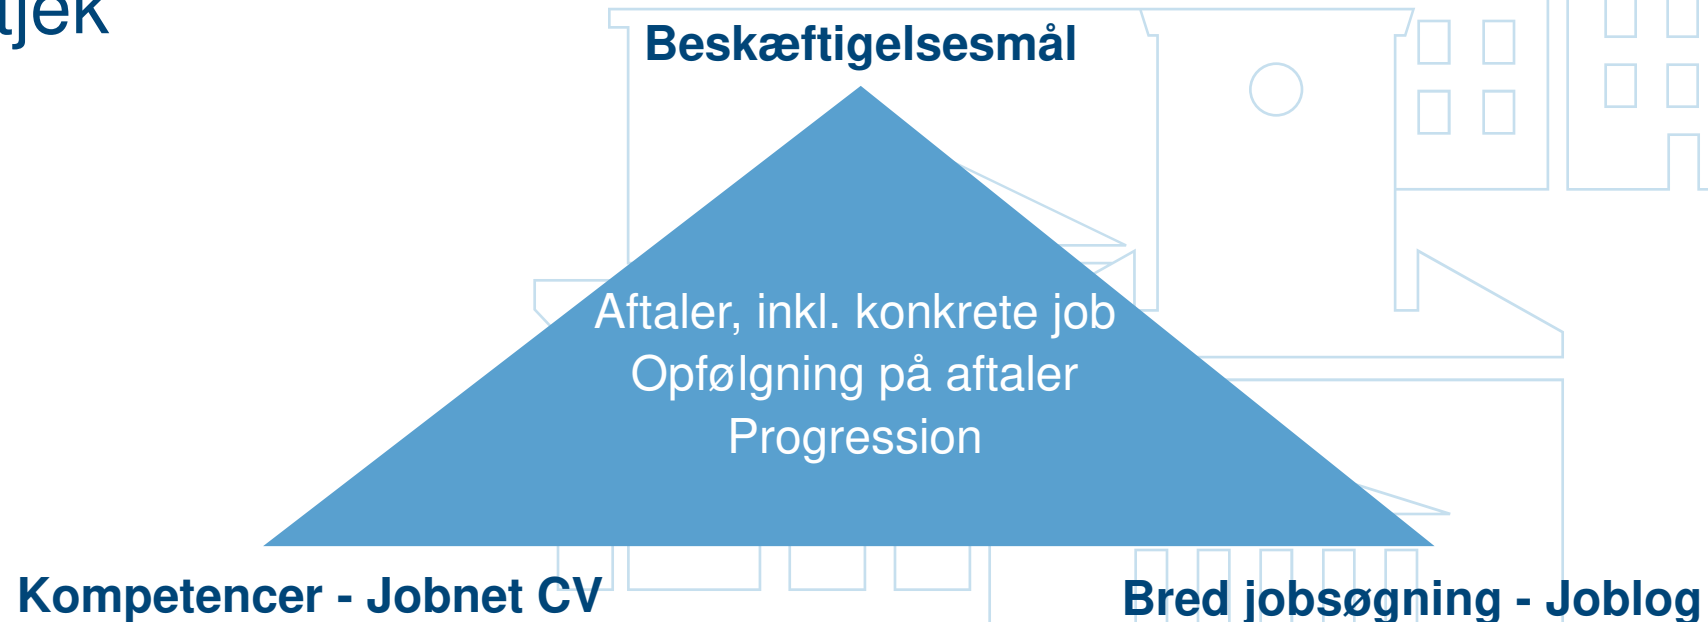 Beskæftigelsesmål
Aftaler, inkl. konkrete job
Opfølgning på aftaler
Progression
Kompetencer - Jobnet CV
Bred jobsøgning - Joblog